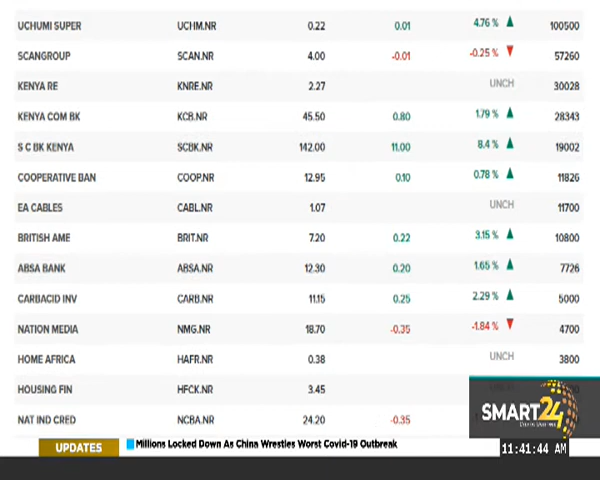 UCHUMI SUPER UCHM.NR 0.22 0.01 4.76 % 100500
SCANGROUP SCAN.NR 4.00 -0.01 -0.25 % 57260
KENYA RE KNRE.NR 2.27 UNCH 30028
KENYA COM BK KCB.NR 45.50 0.80 1.79 % 28343
S C BK KENYA SCBK.NR 142.00 11.00 8.4 % 19002
COOPERATIVE BAN COOP.NR 12.95 0.10 0.78 % 11826
EA CABLES CABL.NR 1.07 UNCH 11700
BRITISH AME BRIT.NR 7.20 0.22 3.15 % 10800
ABSA BANK ABSA.NR 12.30 0.20 1.65 % 7726
CARBACID INV CARB.NR 11.15 0.25 2.29 % 5000
NATION MEDIA NMG.NR 18.70 -0.35 -1.84 % 4700
HOME AFRICA HAFR.NR 0.38 UNCH 3800
HOUSING FIN HFCK.NR 3.45
NAT IND CRED NCBA.NR 24.20 -0.35
SMART24
UPDATES Millions Locked Down As China Wrestles Worst Covid-19 Outbreak
11:41:44 AM